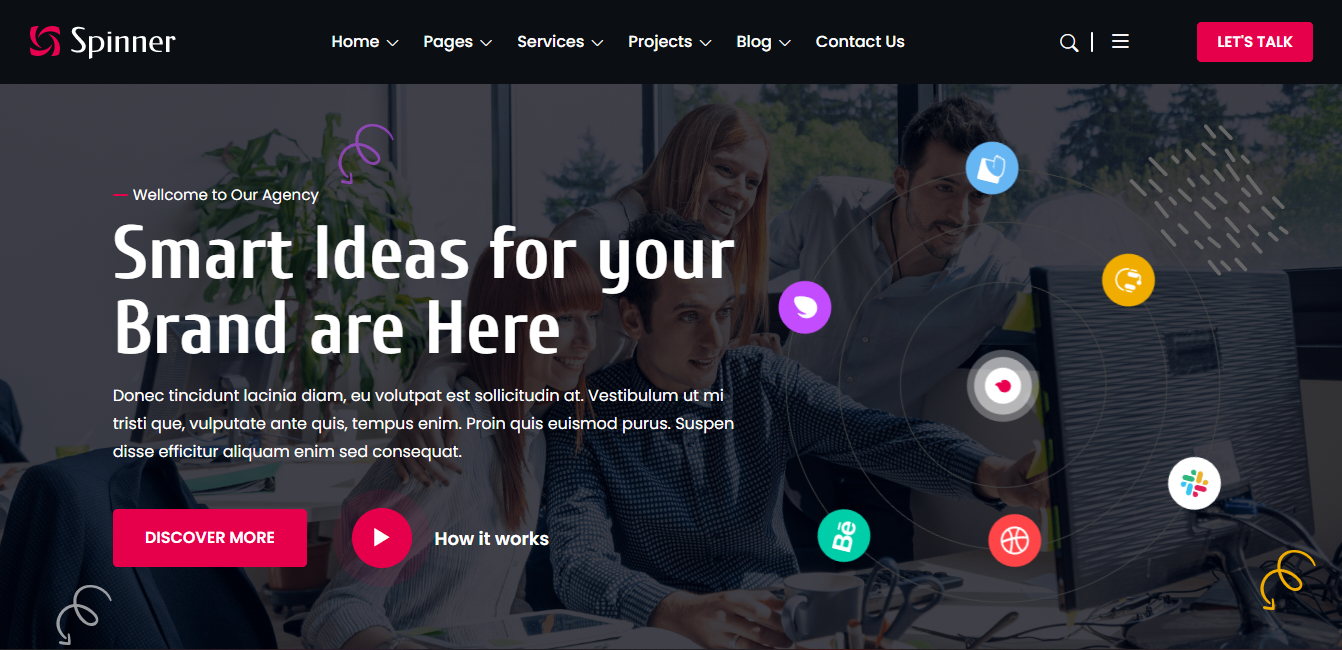 Spinner
Home Pages Services Projects Blog Contact Us
LET'S TALK
Wellcome to Our Agency
Smart Ideas for your
Brand are Here
Donec tincidunt lacinia diam, eu volutpat est sollicitudin at. Vestibulum ut mi
tristi que, vulputate ante quis, tempus enim. Proin quis euismod purus. Suspen
disse efficitur aliquam enim sed consequat.
DISCOVER MORE
How it works
Bē